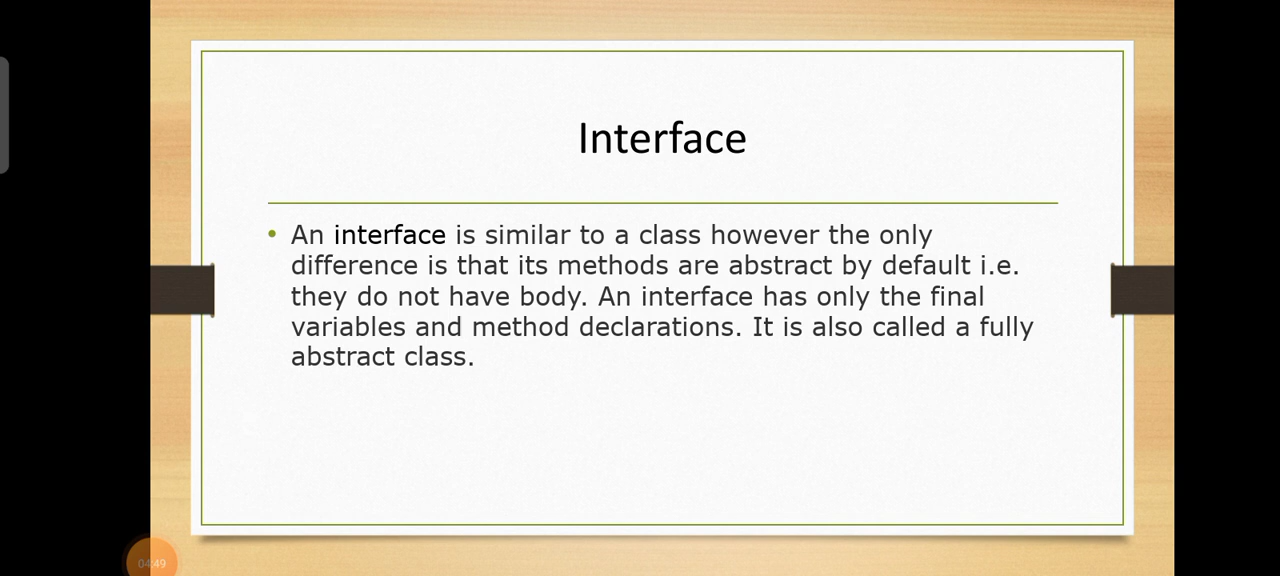 Interface
• An interface is similar to a class however the only
difference is that its methods are abstract by default i.e.
they do not have body. An interface has only the final
variables and method declarations. It is also called a fully
abstract class.
04:49